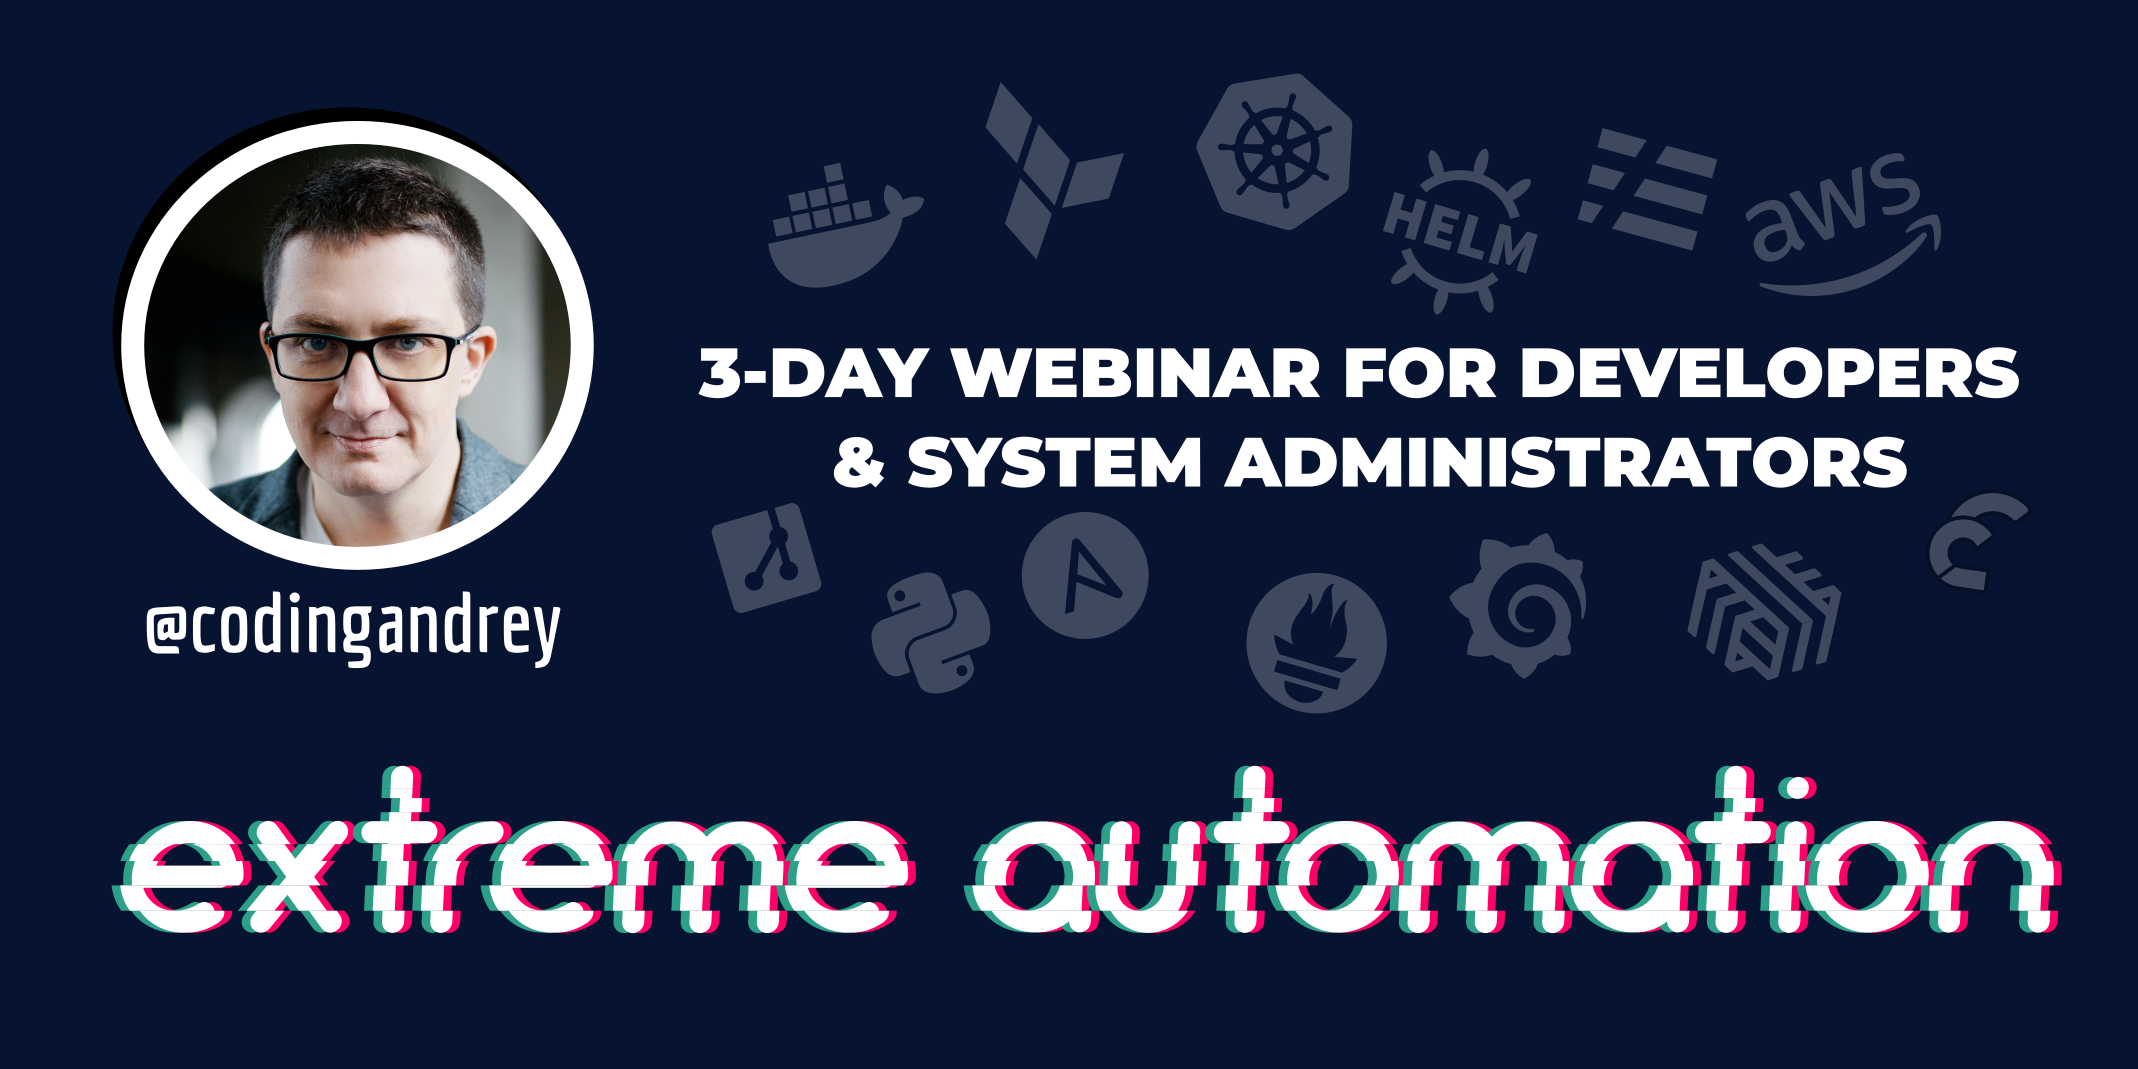 HELM
aws
3-DAY WEBINAR FOR DEVELOPERS
& SYSTEM ADMINISTRATORS
@codingandrey
extreme automation